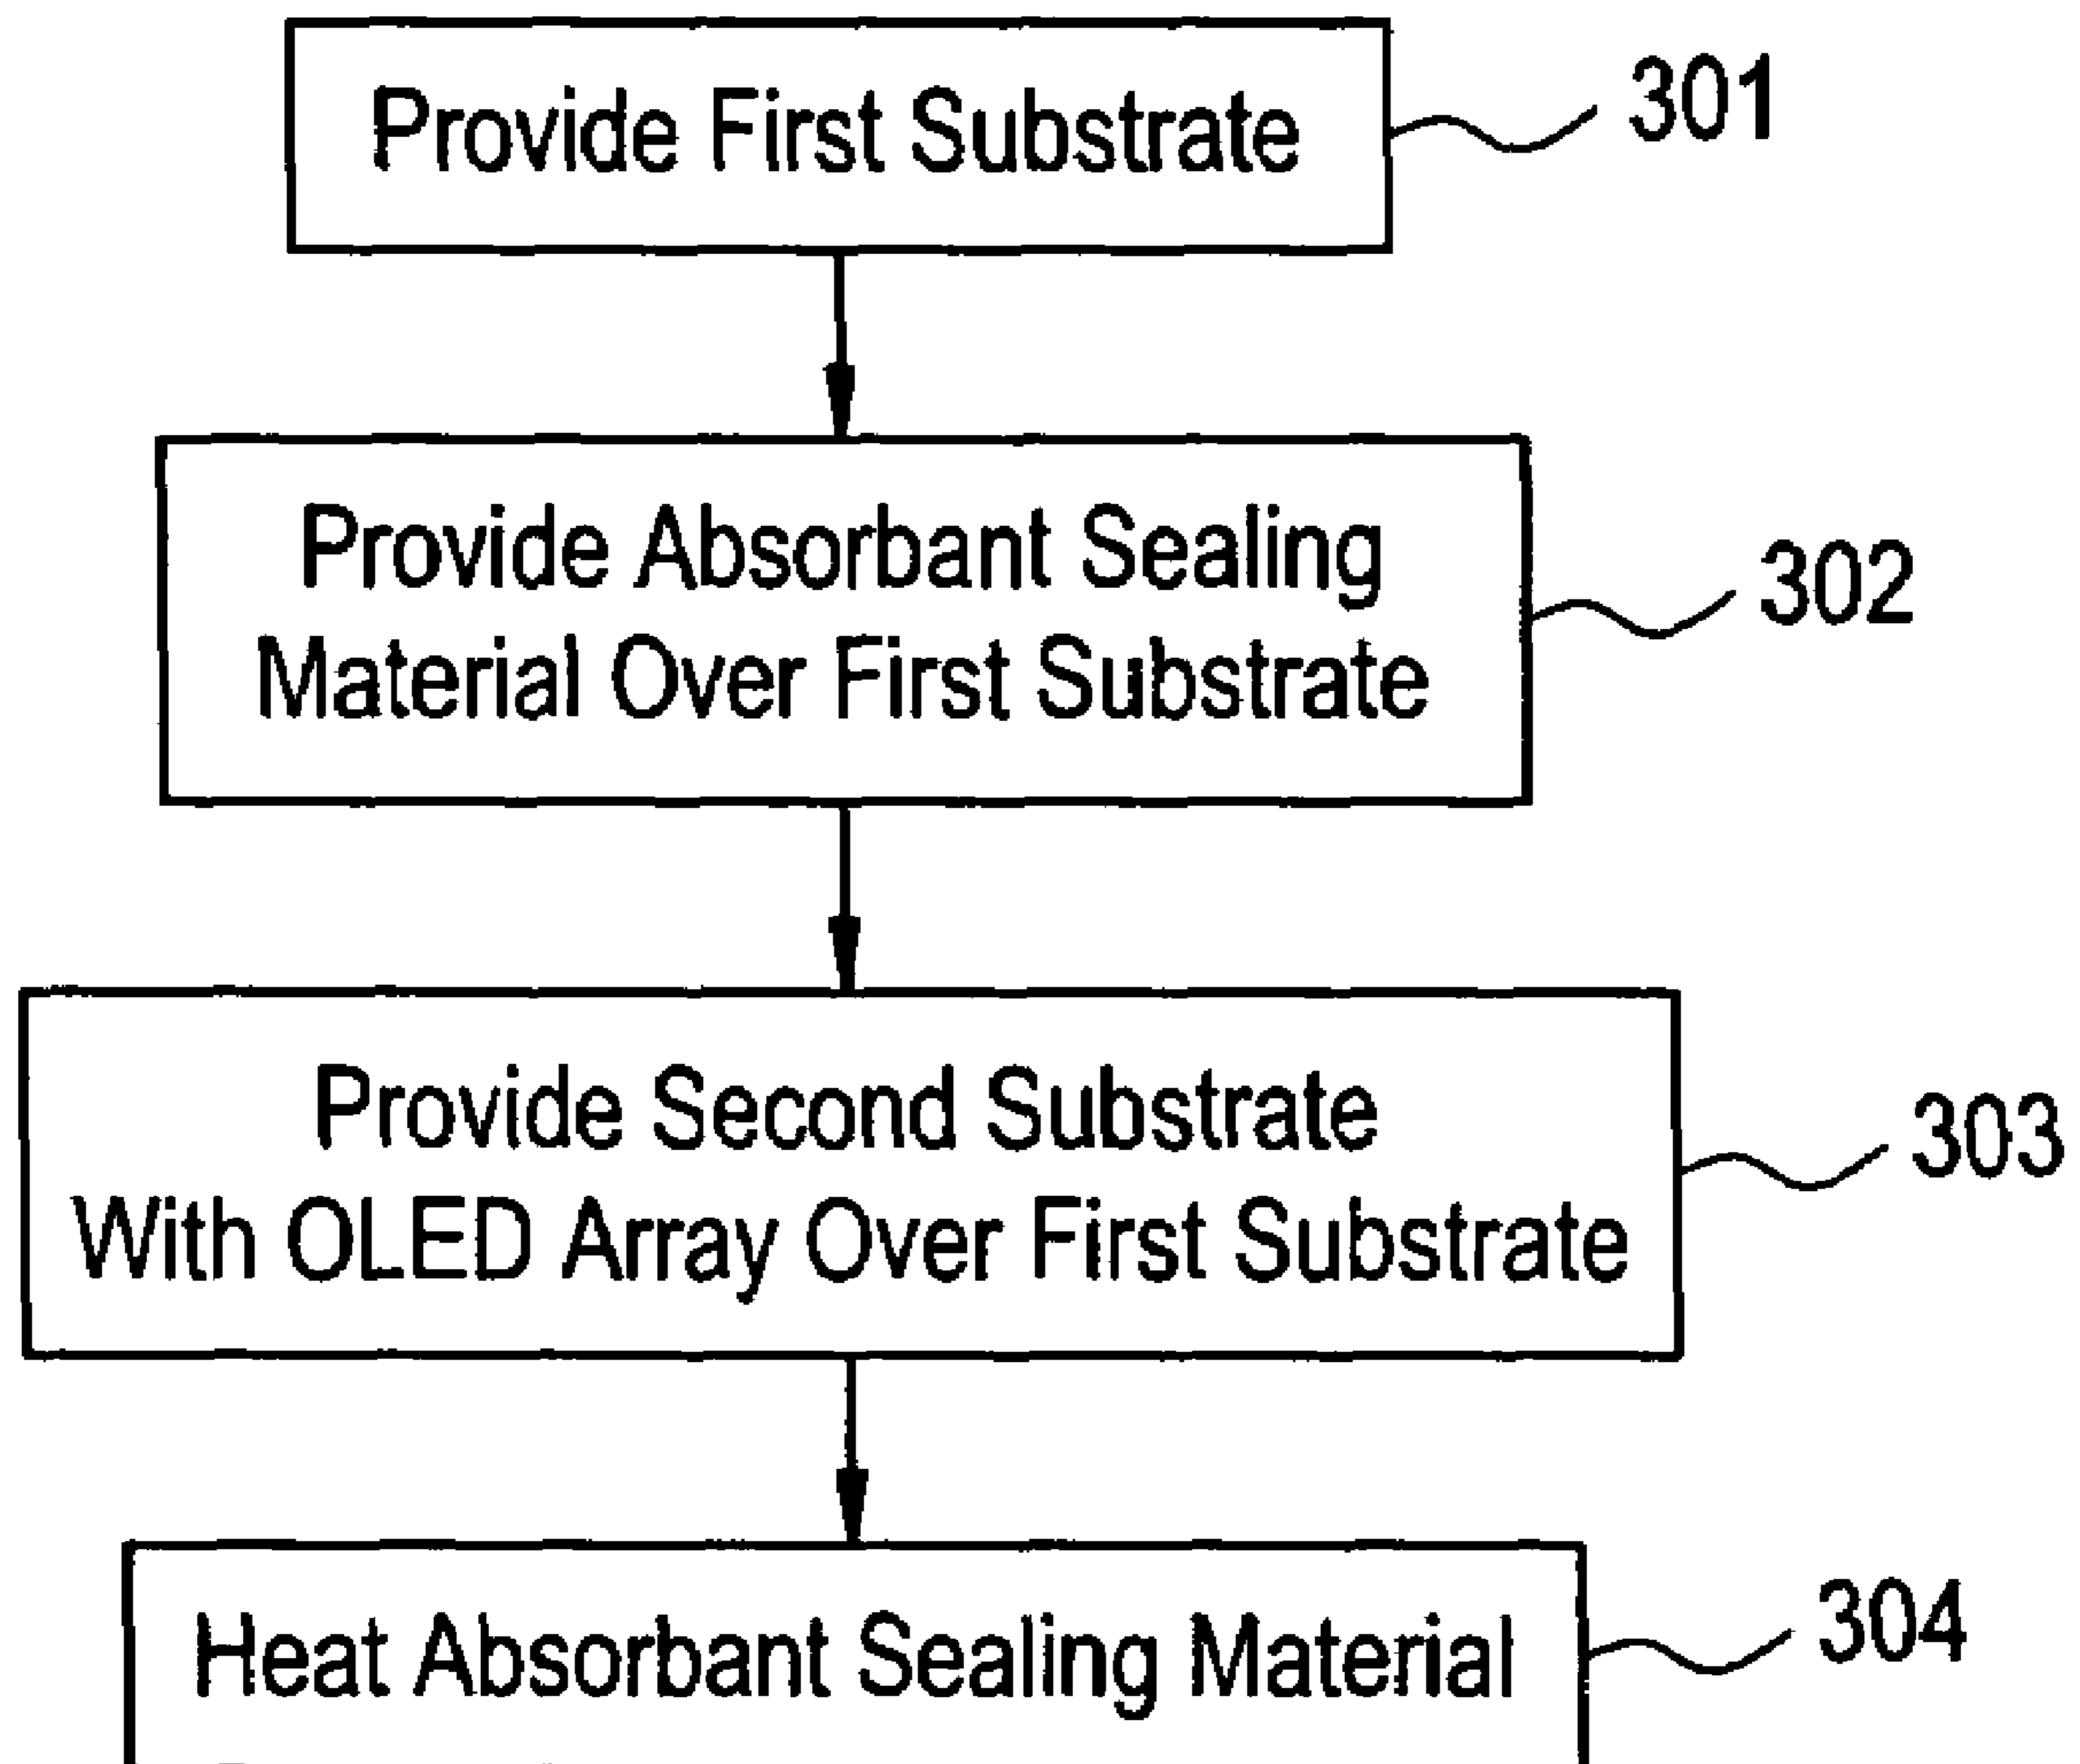 Provide First Substrate
301
Provide Absorbant Sealing
Material Over First Substrate
302
Provide Second Substrate
With OLED Array Over First Substrate
303
Heat Absorbant Sealing Material
304